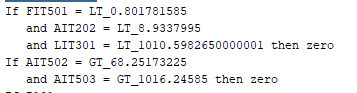 If FIT501 = LT_0.801781585
and AIT202 = LT_8.9337995
and LIT301 = LT_1010.5982650000001 then zero
If AIT502 = GT_68.25173225
and AIT503 = GT_1016.24585 then zero